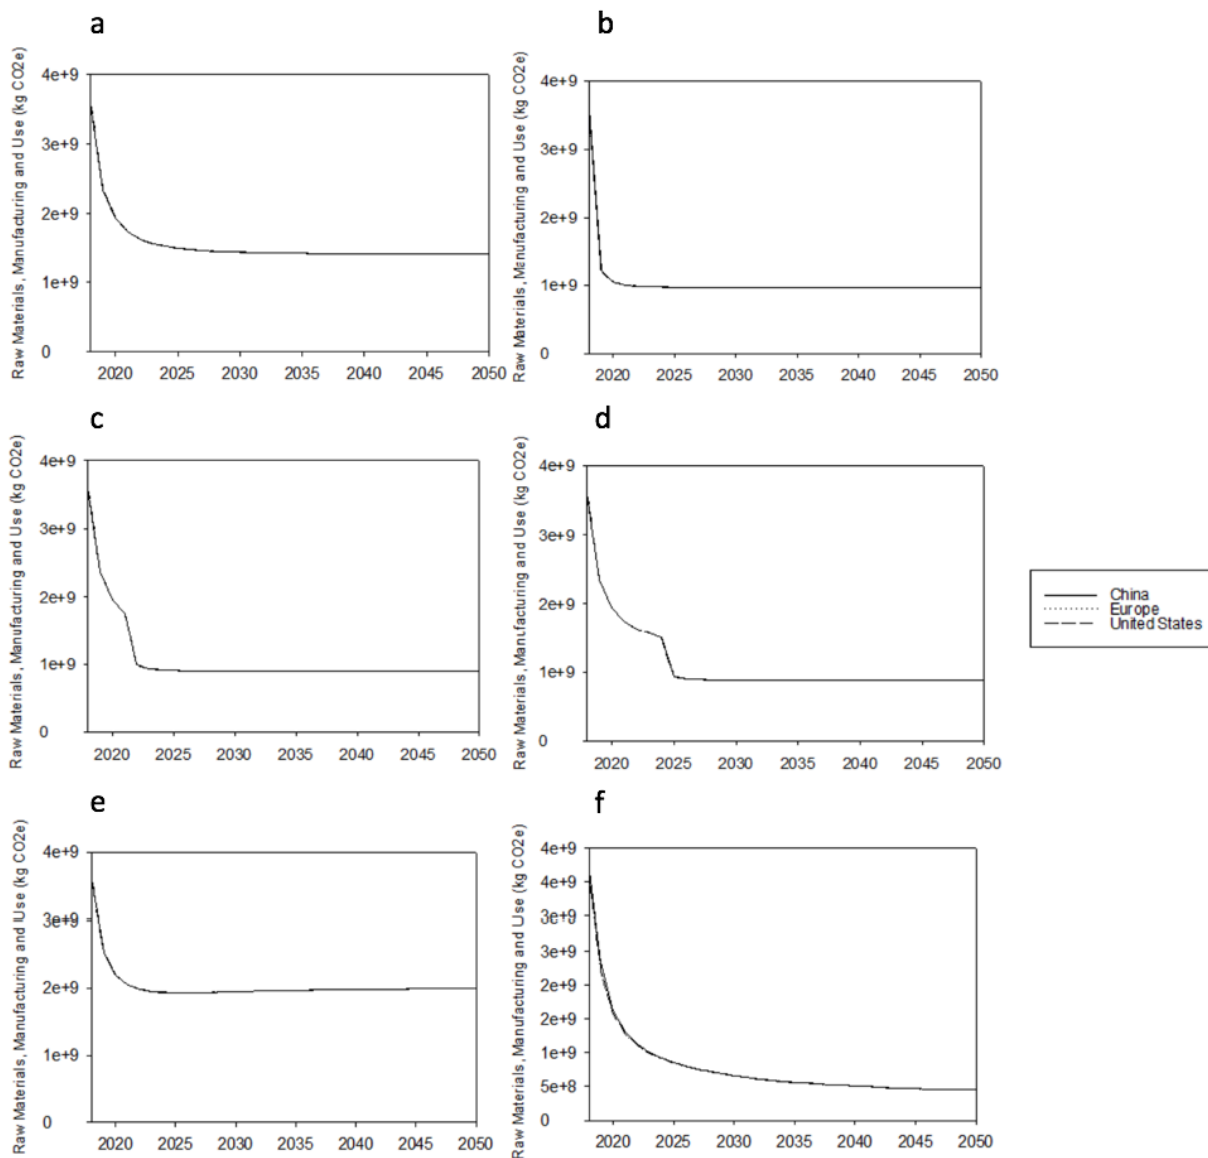 a
Raw Materials, Manufacturing and Use (kg CO2e)
4e+9
3e+9
2e+9
1e+9
0
2020 2025 2030 2035 2040 2045 2050
b
Raw Materials, Manufacturing and Use (kg CO2e)
4e+9
3e+9
2e+9
1e+9
0
2020 2025 2030 2035 2040 2045 2050
c
Raw Materials, Manufacturing and Use (kg CO2e)
4e+9
3e+9
2e+9
1e+9
0
2020 2025 2030 2035 2040 2045 2050
d
Raw Materials, Manufacturing and Use (kg CO2e)
4e+9
3e+9
2e+9
1e+9
0
2020 2025 2030 2035 2040 2045 2050
China
Europe
United States
e
Raw Materials, Manufacturing and Use (kg CO2e)
4e+9
3e+9
2e+9
1e+9
0
2020 2025 2030 2035 2040 2045 2050
f
Raw Materials, Manufacturing and Use (kg CO2e)
4e+9
4e+9
3e+9
3e+9
2e+9
2e+9
1e+9
5e+8
0
2020 2025 2030 2035 2040 2045 2050